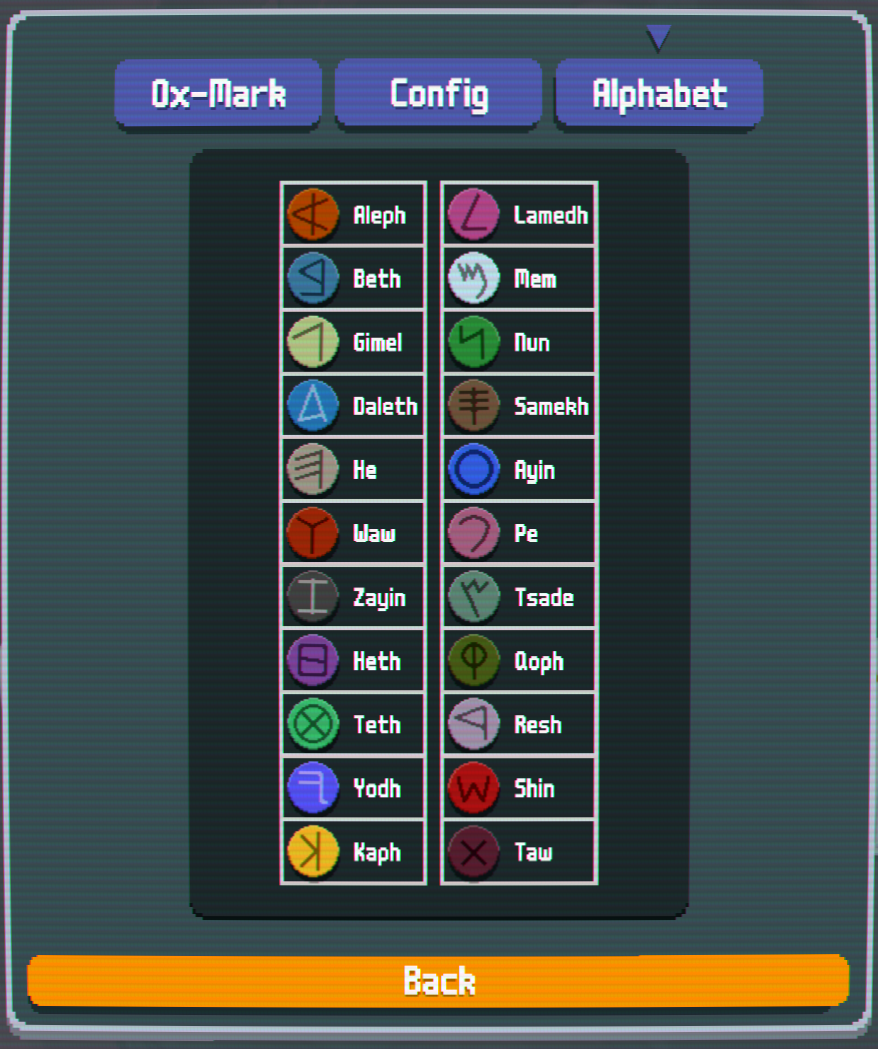 Ox-Mark
Config
Alphabet
𐤀 Aleph
𐤁 Beth
𐤂 Gimel
𐤃 Daleth
𐤄 He
𐤅 Waw
𐤆 Zayin
𐤇 Heth
𐤈 Teth
𐤉 Yodh
𐤊 Kaph
𐤋 Lamedh
𐤌 Mem
𐤍 Nun
𐤎 Samekh
𐤏 Ayin
𐤐 Pe
𐤑 Tsade
𐤒 Qoph
𐤓 Resh
𐤔 Shin
𐤕 Taw
Back